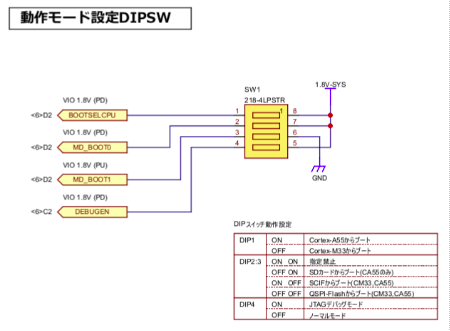 動作モード設定DIPSW
SW1
218-4LPSTR
1.8V-SYS
VIO 1.8V (PD)
<6>D2 BOOTSELCPU 1 1 8
VIO 1.8V (PD)
<6>D2 MD_BOOT0 2 7
VIO 1.8V (PU)
<6>D2 MD_BOOT1 3 6
VIO 1.8V (PD)
<6>C2 DEBUGEN 4 5
GND
DIPスイッチ動作設定
DIP1 ON Cortex-A55からブート
OFF Cortex-M33からブート
DIP2:3 ON ON 指定禁止
OFF ON SDカードからブート(CA55のみ)
ON OFF SCIFからブート(CM33,CA55)
OFF OFF QSPI-Flashからブート(CM33,CA55)
DIP4 ON JTAGデバッグモード
OFF ノーマルモード